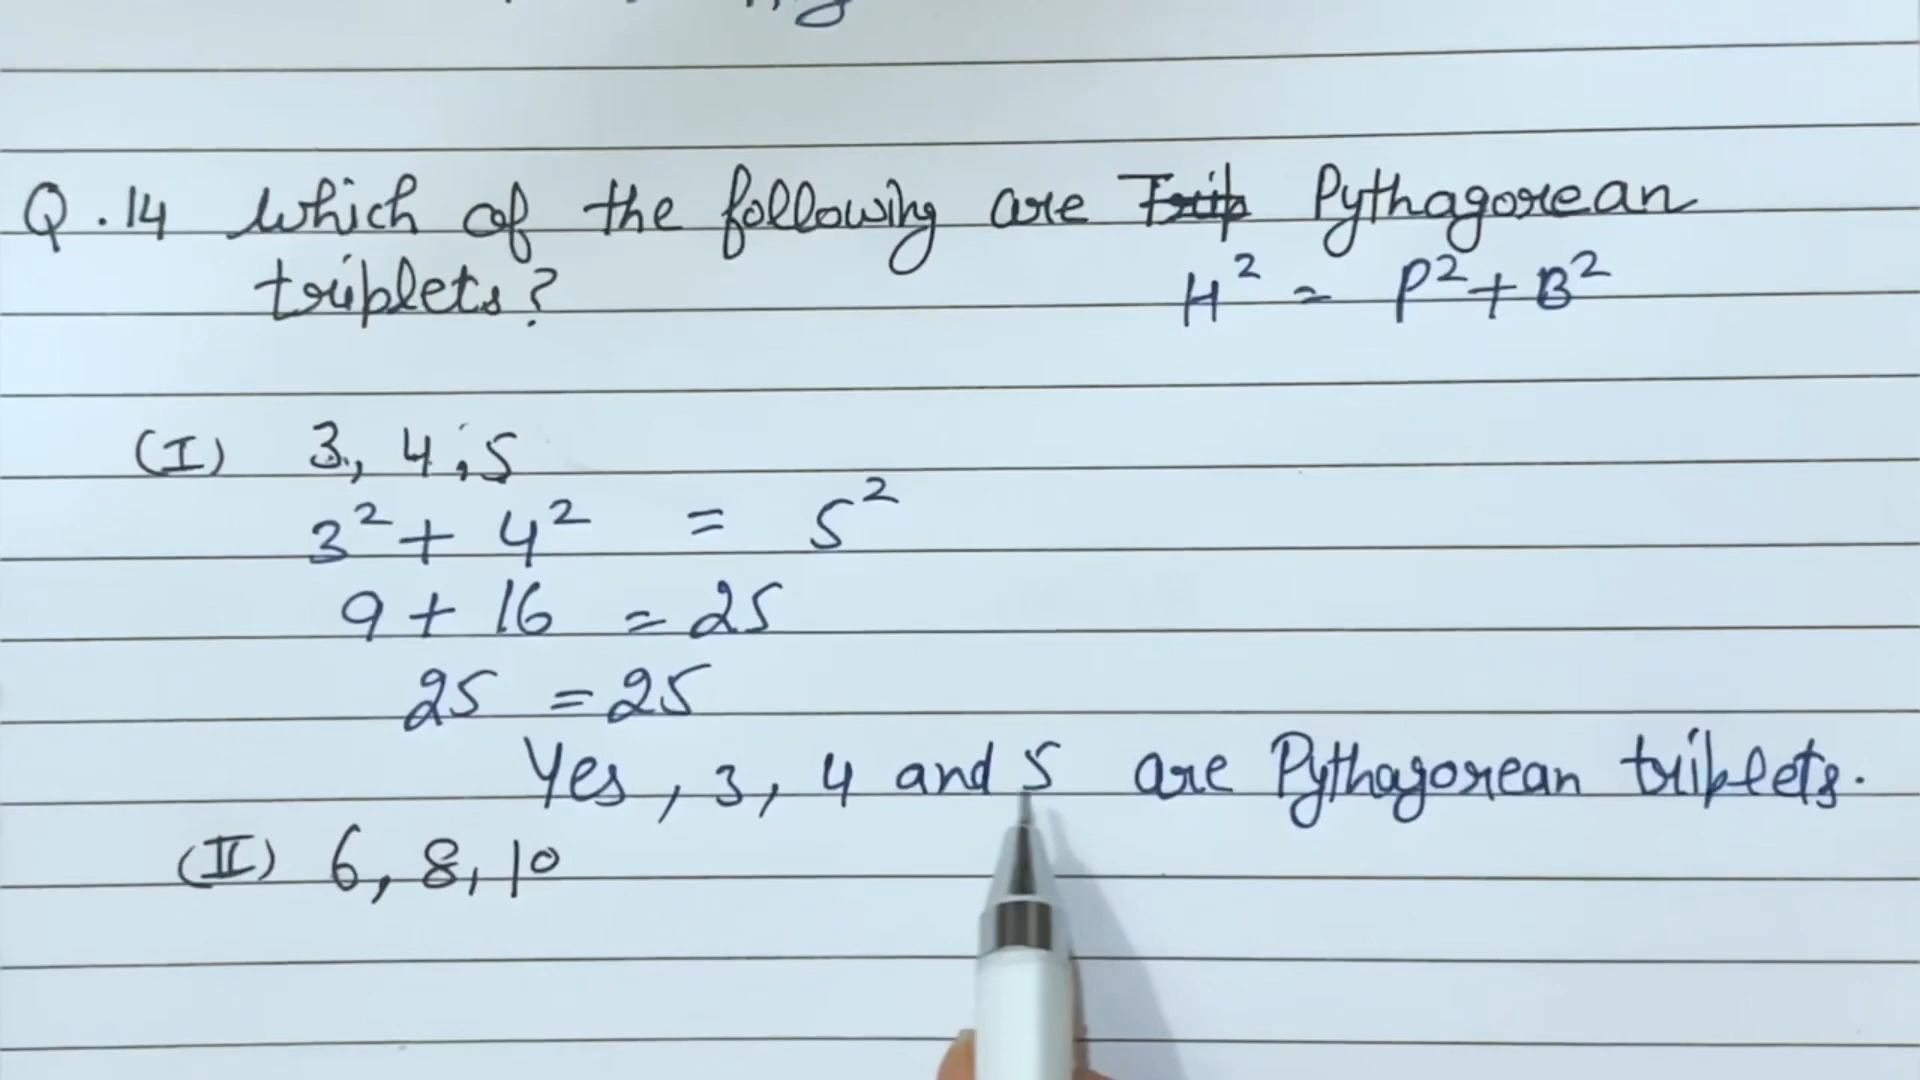 Q.14 Which of the following are Trip Pythagorean
triplets?
H² = P² + B²
(I) 3, 4, 5
3² + 4² = 5²
9 + 16 = 25
25 = 25
Yes, 3, 4 and 5 are Pythagorean triplets.
(II) 6, 8, 10